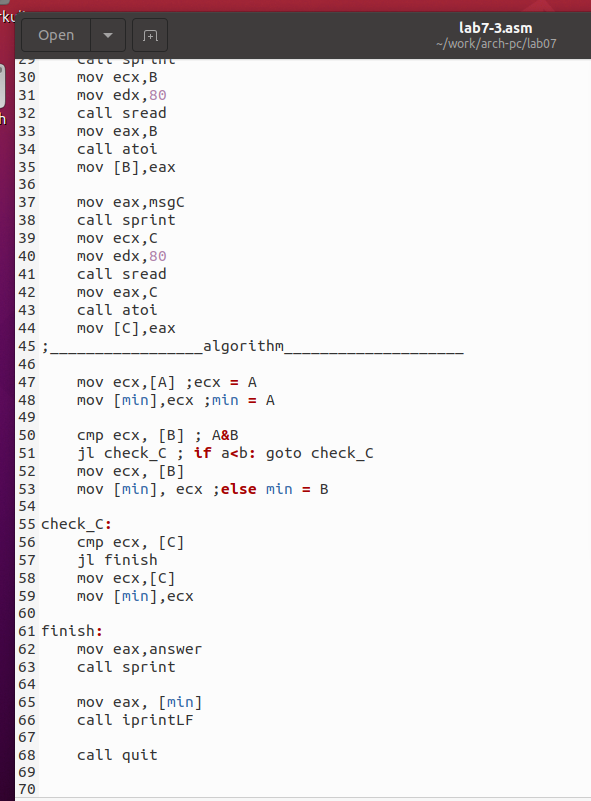 Open
lab7-3.asm
~/work/arch-pc/lab07
29 call sprint
30 mov ecx,B
31 mov edx,80
32 call sread
33 mov eax,B
34 call atoi
35 mov [B],eax
36
37 mov eax,msgC
38 call sprint
39 mov ecx,C
40 mov edx,80
41 call sread
42 mov eax,C
43 call atoi
44 mov [C],eax
45 ;_________________algorithm____________________
46
47 mov ecx,[A] ;ecx = A
48 mov [min],ecx ;min = A
49
50 cmp ecx, [B] ; A&B
51 jl check_C ; if a<b: goto check_C
52 mov ecx, [B]
53 mov [min], ecx ;else min = B
54
55 check_C:
56 cmp ecx, [C]
57 jl finish
58 mov ecx,[C]
59 mov [min],ecx
60
61 finish:
62 mov eax,answer
63 call sprint
64
65 mov eax, [min]
66 call iprintLF
67
68 call quit
69
70